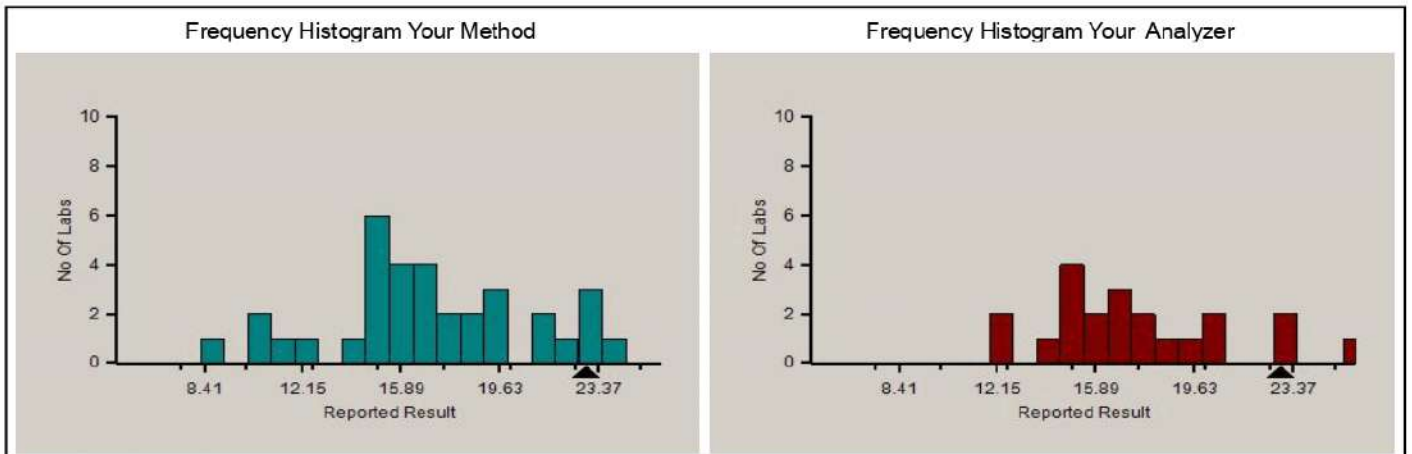 Frequency Histogram Your Method
10
8
6
4
2
0
No Of Labs
8.41 12.15 15.89 19.63 23.37
Reported Result
Frequency Histogram Your Analyzer
10
8
6
4
2
0
No Of Labs
8.41 12.15 15.89 19.63 23.37
Reported Result